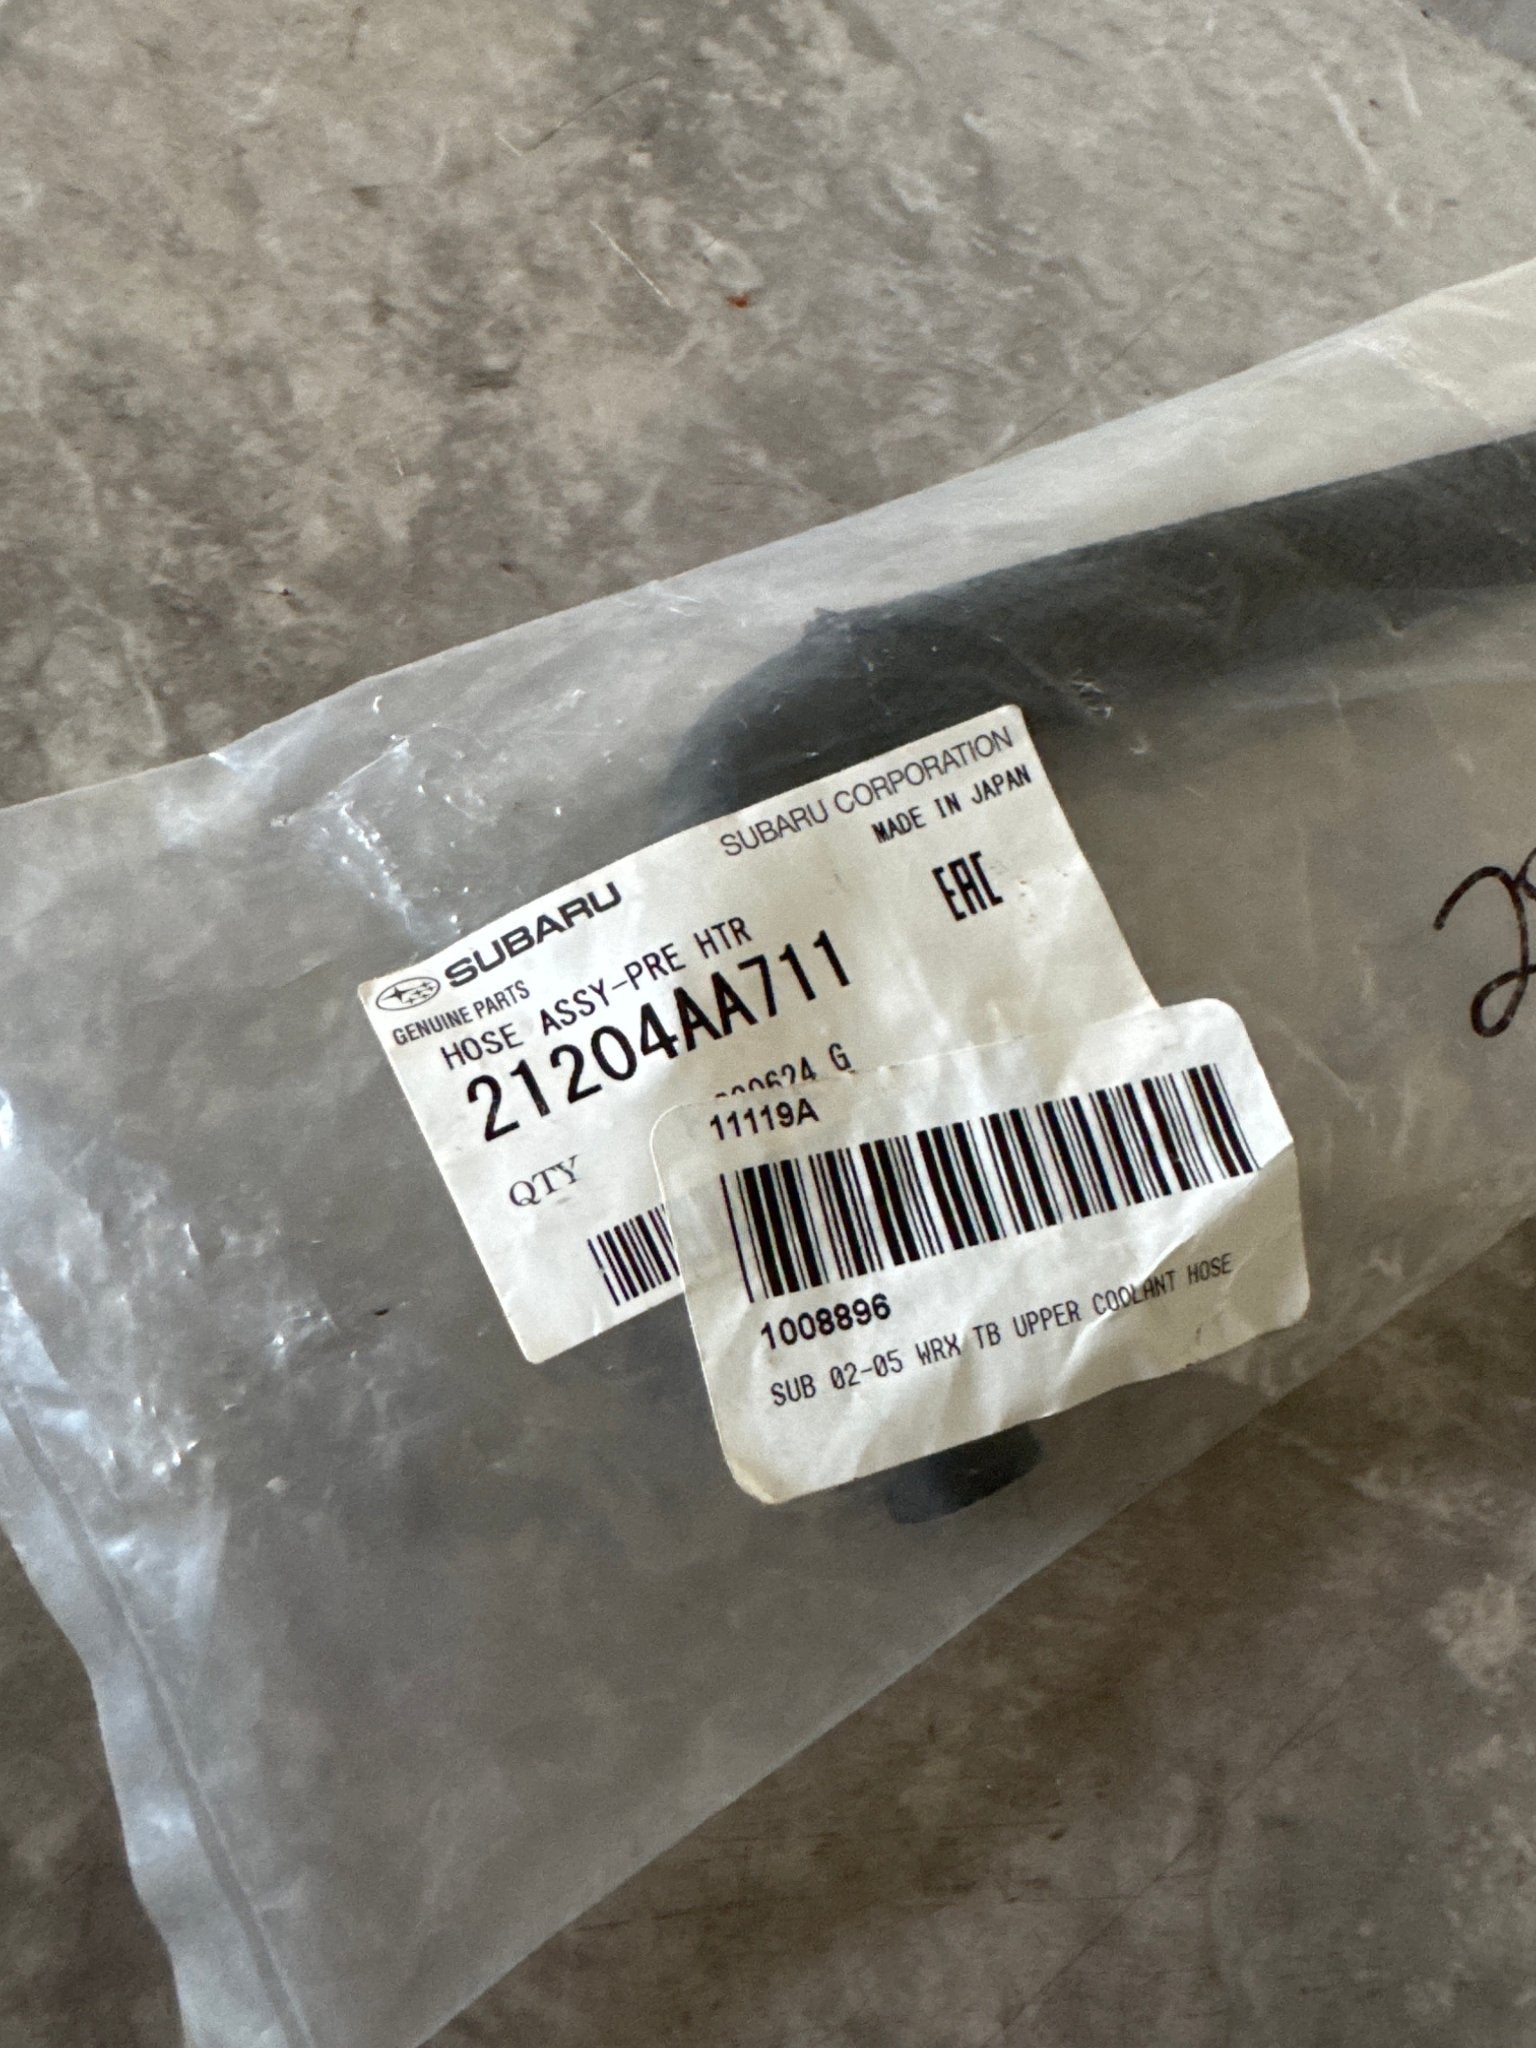 SUBARU CORPORATION
MADE IN JAPAN
SUBARU
GENUINE PARTS
EAC
HOSE ASSY-PRE HTR
21204AA711
G
QTY
11119A
1008896
SUB 02-05 WRX TB UPPER COOLANT HOSE